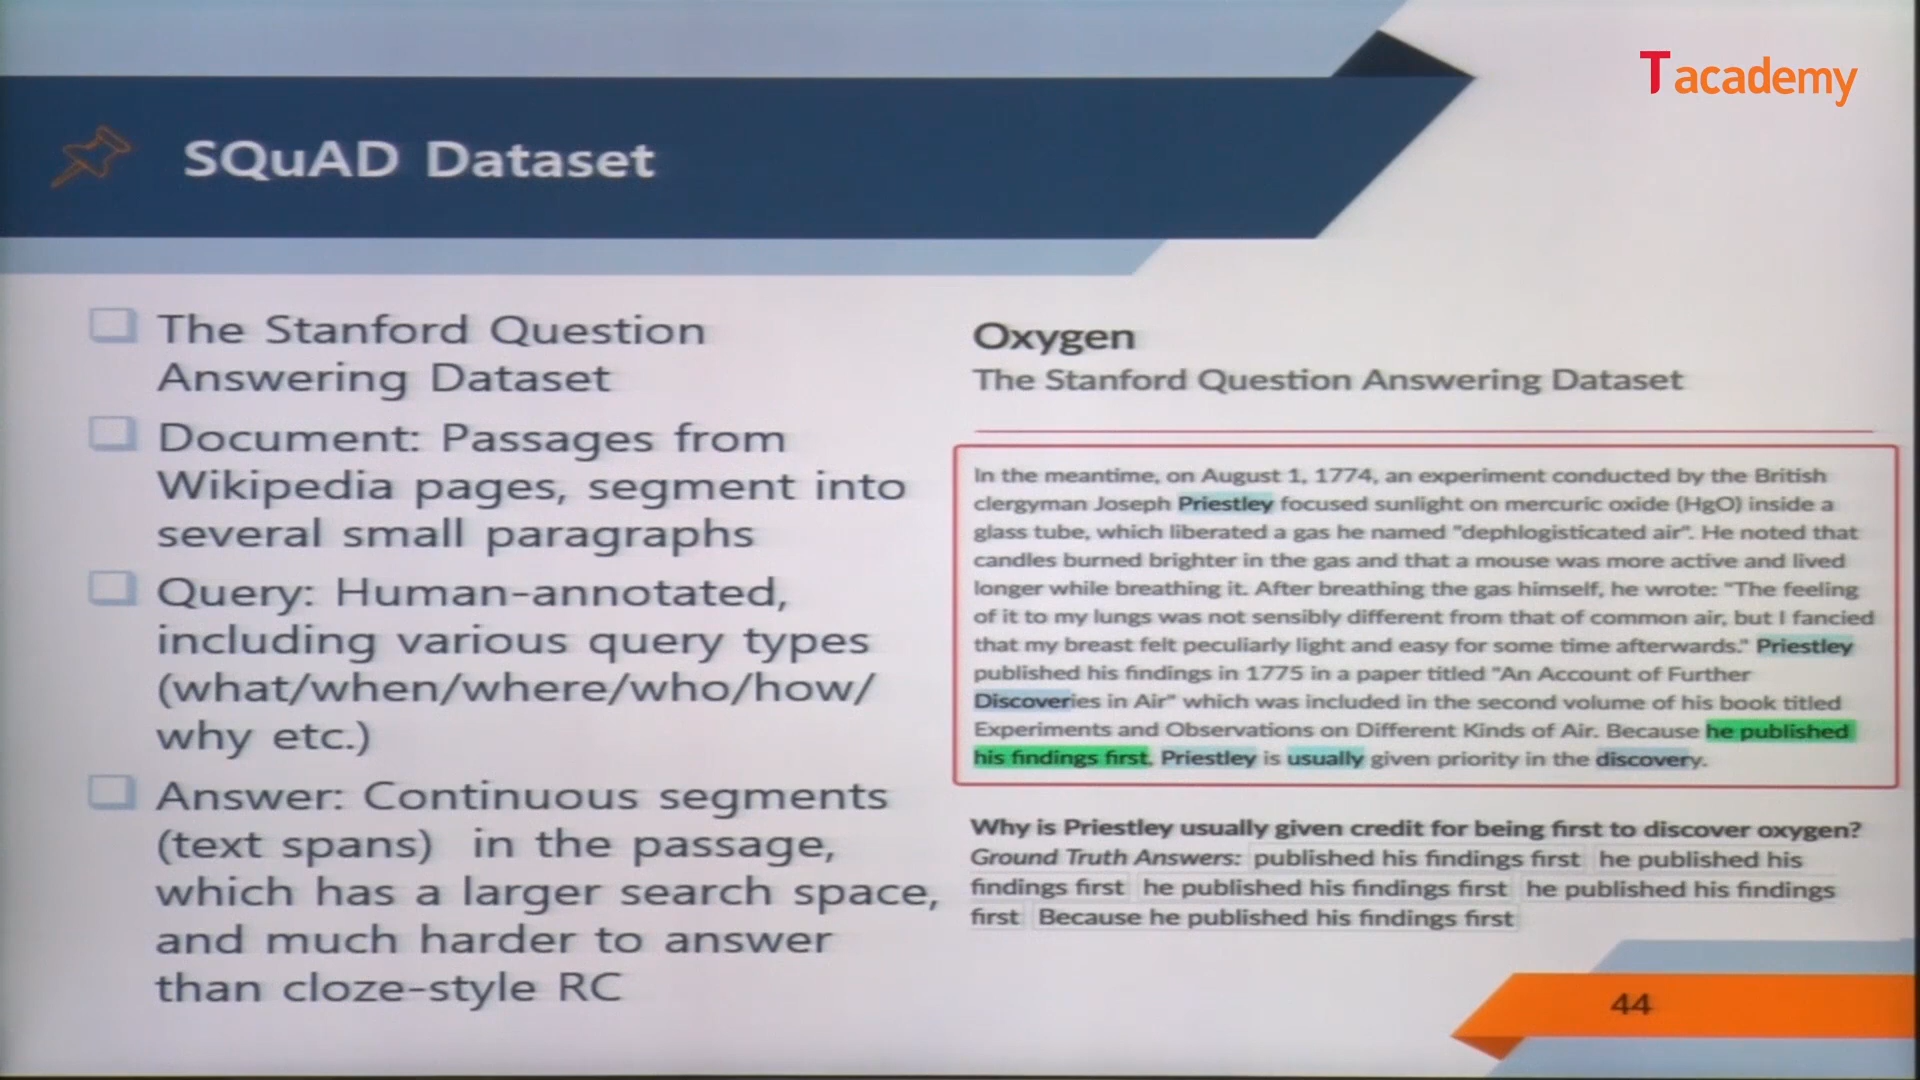 T academy
SQuAD Dataset
The Stanford Question
Answering Dataset
Document: Passages from
Wikipedia pages, segment into
several small paragraphs
Query: Human-annotated,
including various query types
(what/when/where/who/how/
why etc.)
Answer: Continuous segments
(text spans) in the passage,
which has a larger search space,
and much harder to answer
than cloze-style RC
Oxygen
The Stanford Question Answering Dataset
In the meantime, on August 1, 1774, an experiment conducted by the British
clergyman Joseph Priestley focused sunlight on mercuric oxide (HgO) inside a
glass tube, which liberated a gas he named "dephlogisticated air". He noted that
candles burned brighter in the gas and that a mouse was more active and lived
longer while breathing it. After breathing the gas himself, he wrote: "The feeling
of it to my lungs was not sensibly different from that of common air, but I fancied
that my breast felt peculiarly light and easy for some time afterwards." Priestley
published his findings in 1775 in a paper titled "An Account of Further
Discoveries in Air" which was included in the second volume of his book titled
Experiments and Observations on Different Kinds of Air. Because he published
his findings first, Priestley is usually given priority in the discovery.
Why is Priestley usually given credit for being first to discover oxygen?
Ground Truth Answers: published his findings first he published his
findings first he published his findings first he published his findings
first Because he published his findings first
44